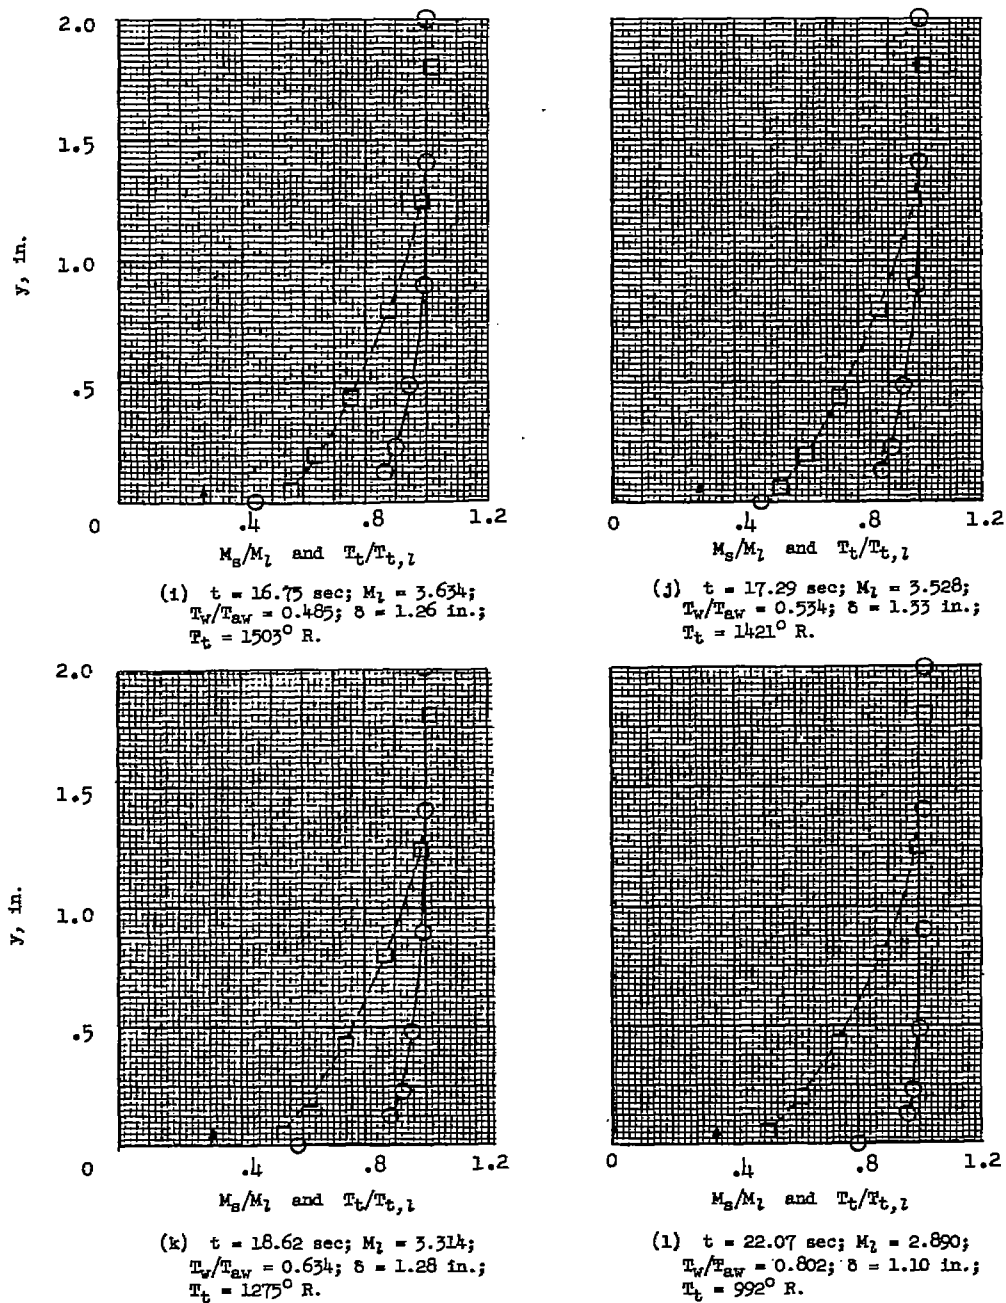 2.0
1.5
1.0
y, in.
.5
0 .4 .8 1.2
0 .4 .8 1.2
M_s/M_l and T_t/T_t,l
M_s/M_l and T_t/T_t,l
(i) t = 16.75 sec; M_l = 3.634;
T_w/T_aw = 0.485; δ = 1.26 in.;
T_t = 1503° R.
(j) t = 17.29 sec; M_l = 3.528;
T_w/T_aw = 0.534; δ = 1.33 in.;
T_t = 1421° R.
2.0
1.5
1.0
y, in.
.5
0 .4 .8 1.2
0 .4 .8 1.2
M_s/M_l and T_t/T_t,l
M_s/M_l and T_t/T_t,l
(k) t = 18.62 sec; M_l = 3.314;
T_w/T_aw = 0.634; δ = 1.28 in.;
T_t = 1275° R.
(l) t = 22.07 sec; M_l = 2.890;
T_w/T_aw = 0.802; δ = 1.10 in.;
T_t = 992° R.